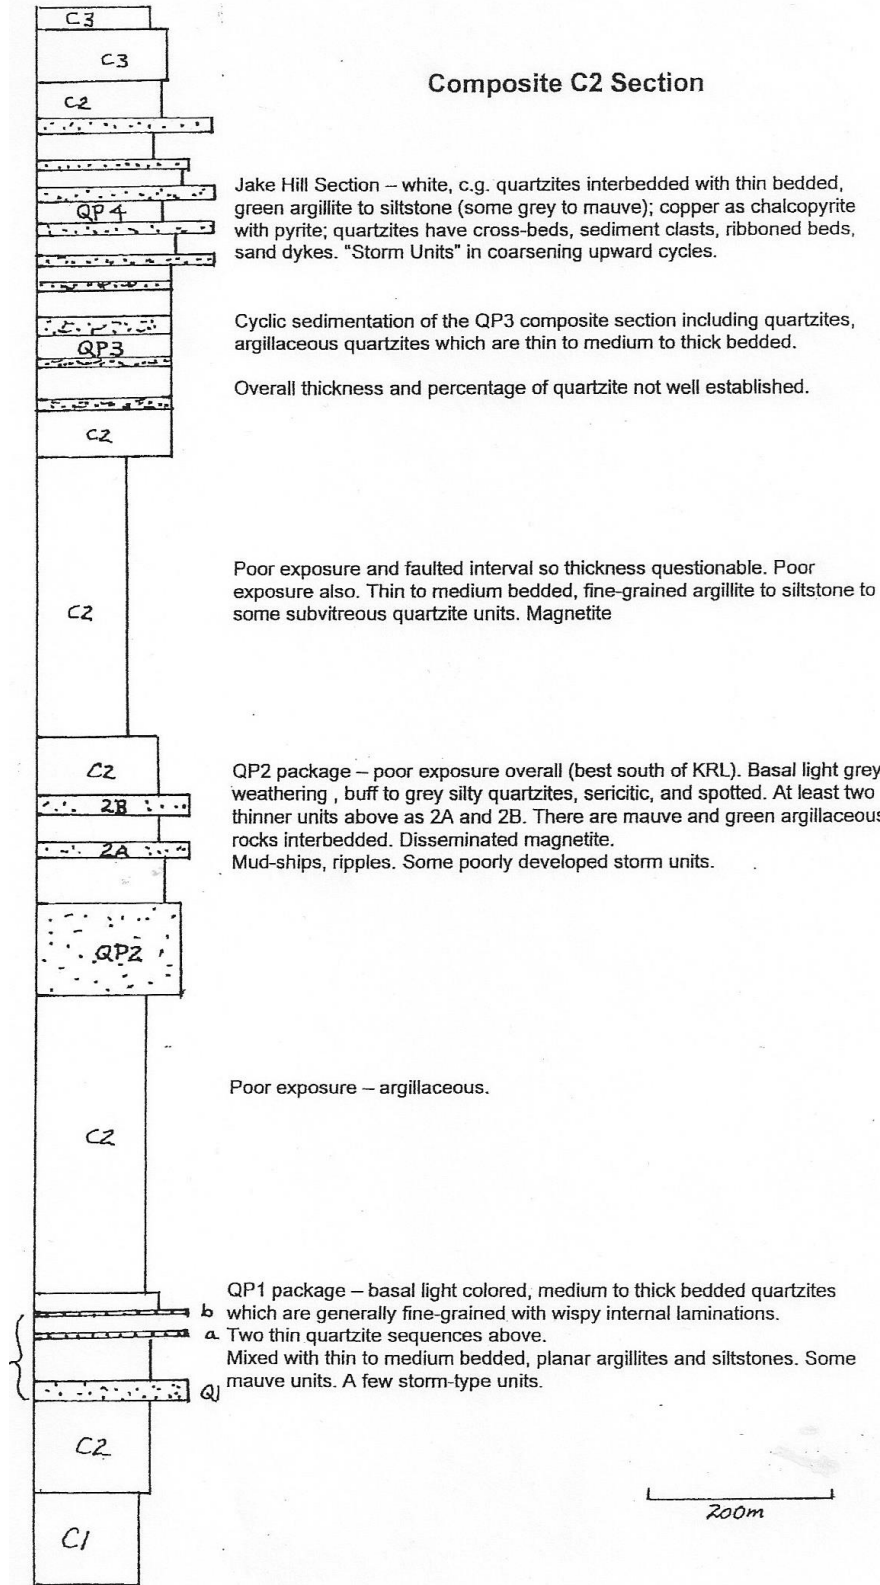 C3
C3
Composite C2 Section
C2
Jake Hill Section – white, c.g. quartzites interbedded with thin bedded,
green argillite to siltstone (some grey to mauve); copper as chalcopyrite
with pyrite; quartzites have cross-beds, sediment clasts, ribboned beds,
sand dykes. "Storm Units" in coarsening upward cycles.
QP4
Cyclic sedimentation of the QP3 composite section including quartzites,
argillaceous quartzites which are thin to medium to thick bedded.
QP3
Overall thickness and percentage of quartzite not well established.
C2
Poor exposure and faulted interval so thickness questionable. Poor
exposure also. Thin to medium bedded, fine-grained argillite to siltstone to
some subvitreous quartzite units. Magnetite
C2
C2
QP2 package – poor exposure overall (best south of KRL). Basal light grey
weathering , buff to grey silty quartzites, sericitic, and spotted. At least two
thinner units above as 2A and 2B. There are mauve and green argillaceous
rocks interbedded. Disseminated magnetite.
Mud-ships, ripples. Some poorly developed storm units.
2B
2A
QP2
Poor exposure – argillaceous.
C2
QP1 package – basal light colored, medium to thick bedded quartzites
b which are generally fine-grained with wispy internal laminations.
a Two thin quartzite sequences above.
Mixed with thin to medium bedded, planar argillites and siltstones. Some
mauve units. A few storm-type units.
Q1
C2
200m
C1